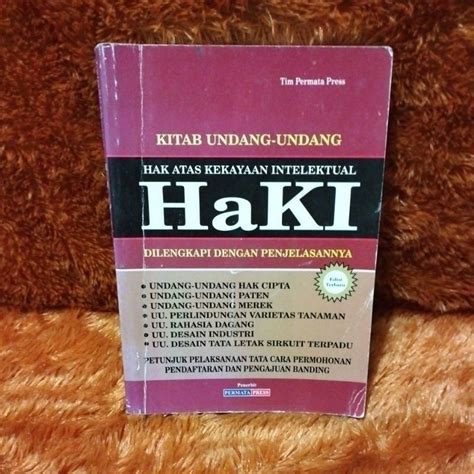 Tim Permata Press
KITAB UNDANG-UNDANG
HAK ATAS KEKAYAAN INTELEKTUAL
HaKI
DILENGKAPI DENGAN PENJELASANNYA
Edisi
Terbaru
• UNDANG-UNDANG HAK CIPTA
• UNDANG-UNDANG PATEN
• UNDANG-UNDANG MEREK
• UU. PERLINDUNGAN VARIETAS TANAMAN
• UU. RAHASIA DAGANG
• UU. DESAIN INDUSTRI
• UU. DESAIN TATA LETAK SIRKUIT TERPADU
PETUNJUK PELAKSANAAN TATA CARA PERMOHONAN
PENDAFTARAN DAN PENGAJUAN BANDING
Penerbit
PERMATA PRESS